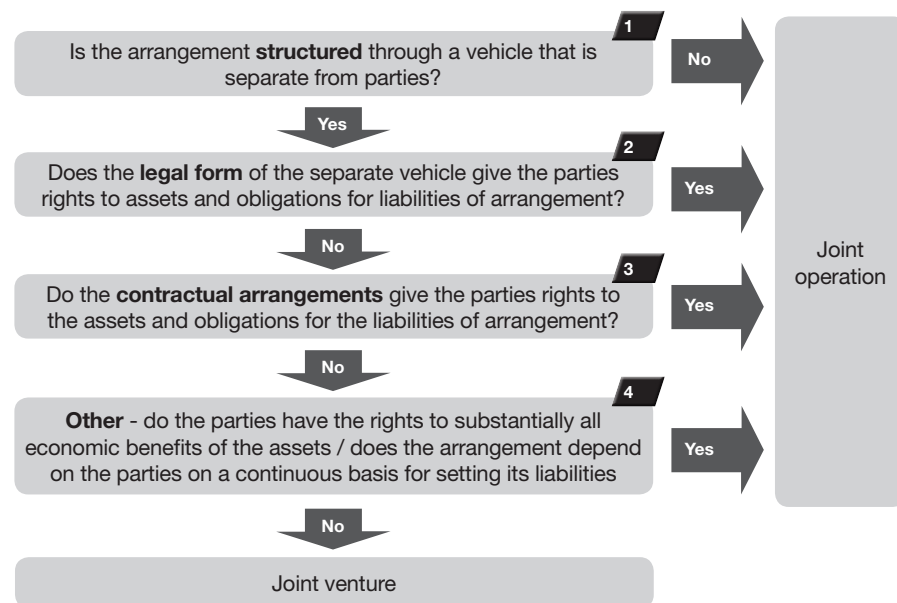 1
Is the arrangement structured through a vehicle that is
separate from parties?
No
Yes
2
Does the legal form of the separate vehicle give the parties
rights to assets and obligations for liabilities of arrangement?
Yes
No
3
Do the contractual arrangements give the parties rights to
the assets and obligations for the liabilities of arrangement?
Yes
No
4
Other - do the parties have the rights to substantially all
economic benefits of the assets / does the arrangement depend
on the parties on a continuous basis for setting its liabilities
Yes
No
Joint venture
Joint
operation